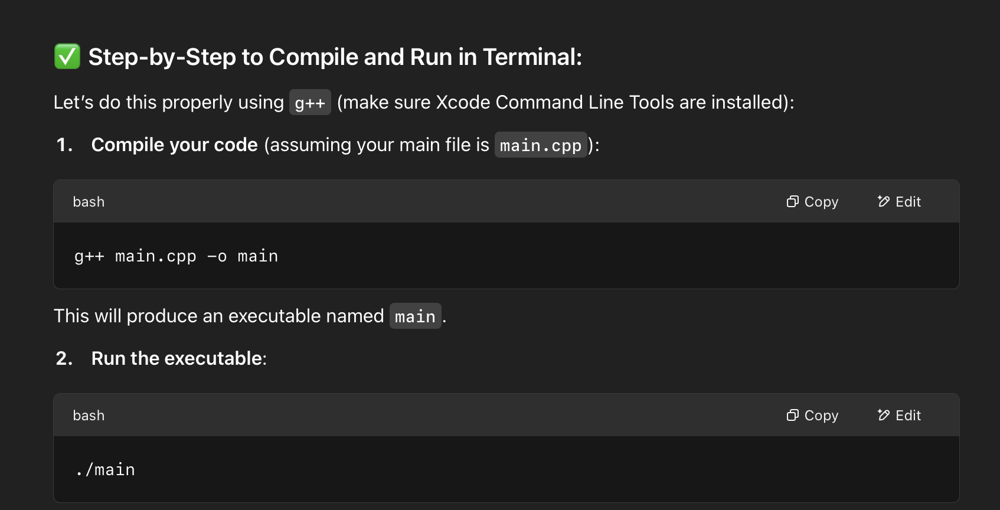 ✅ Step-by-Step to Compile and Run in Terminal:
Let’s do this properly using g++ (make sure Xcode Command Line Tools are installed):
1. Compile your code (assuming your main file is main.cpp):
bash Copy Edit
g++ main.cpp -o main
This will produce an executable named main.
2. Run the executable:
bash Copy Edit
./main